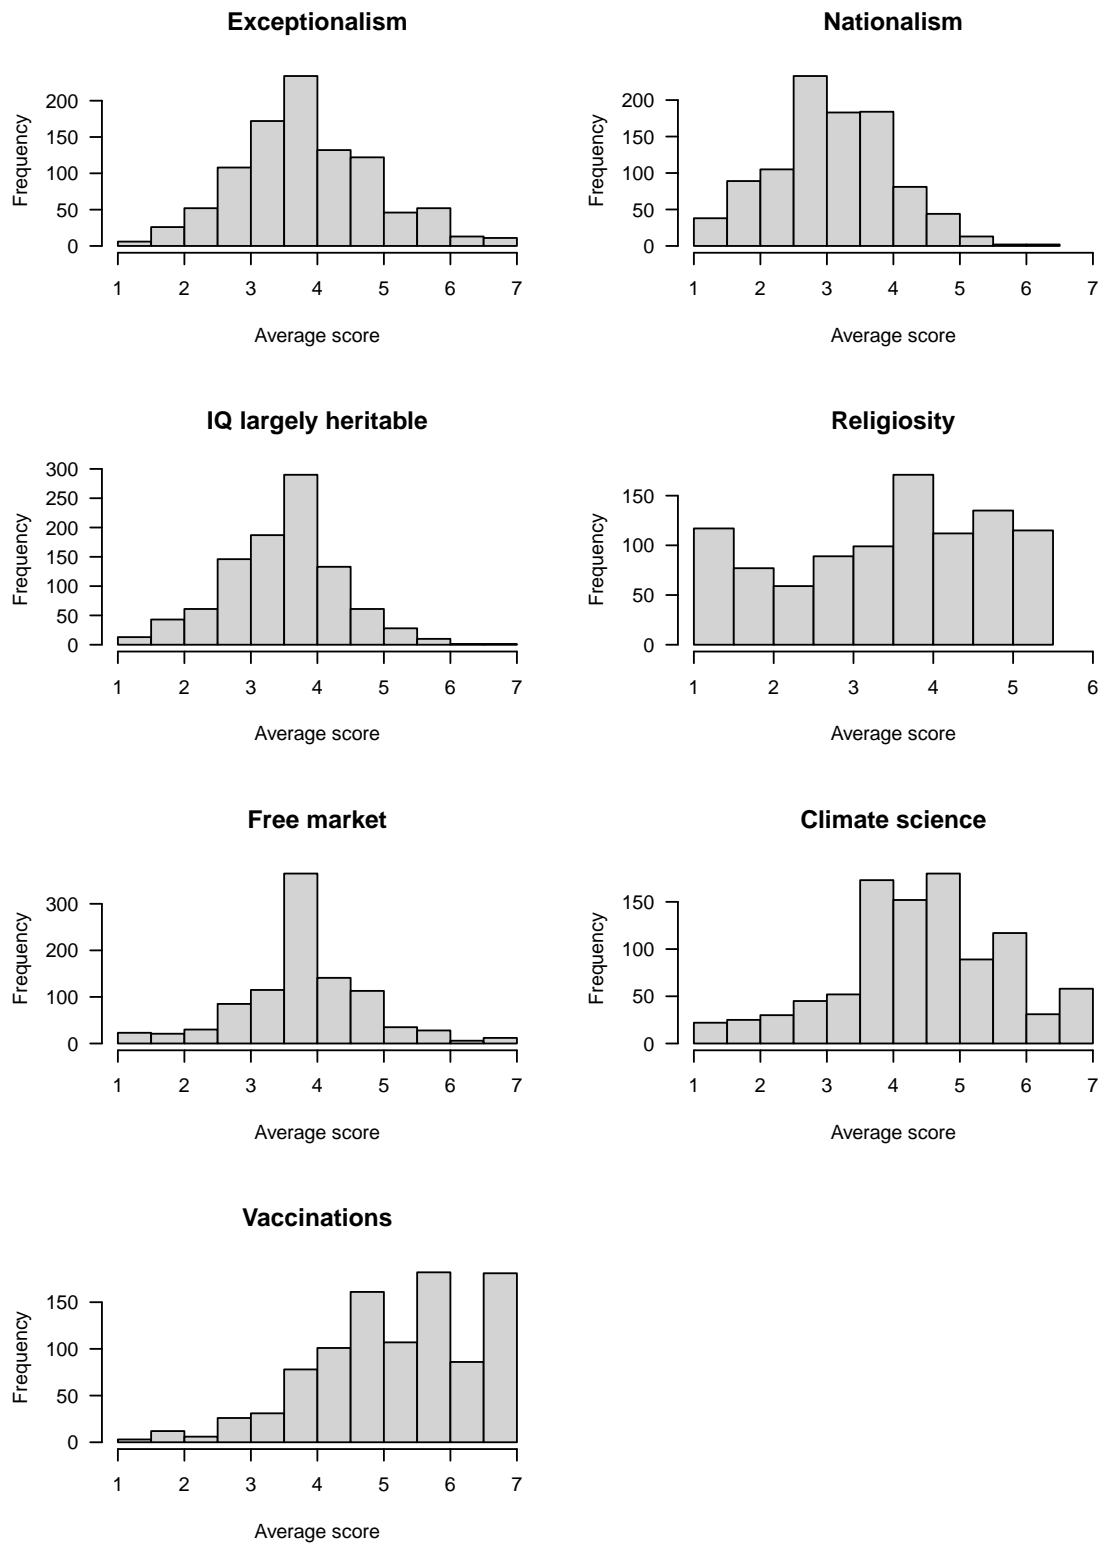 Exceptionalism
Frequency
200
150
100
50
0
1 2 3 4 5 6 7
Average score
Nationalism
Frequency
200
150
100
50
0
1 2 3 4 5 6 7
Average score
IQ largely heritable
Frequency
300
250
200
150
100
50
0
1 2 3 4 5 6 7
Average score
Religiosity
Frequency
150
100
50
0
1 2 3 4 5 6
Average score
Free market
Frequency
300
200
100
0
1 2 3 4 5 6 7
Average score
Climate science
Frequency
150
100
50
0
1 2 3 4 5 6 7
Average score
Vaccinations
Frequency
150
100
50
0
1 2 3 4 5 6 7
Average score